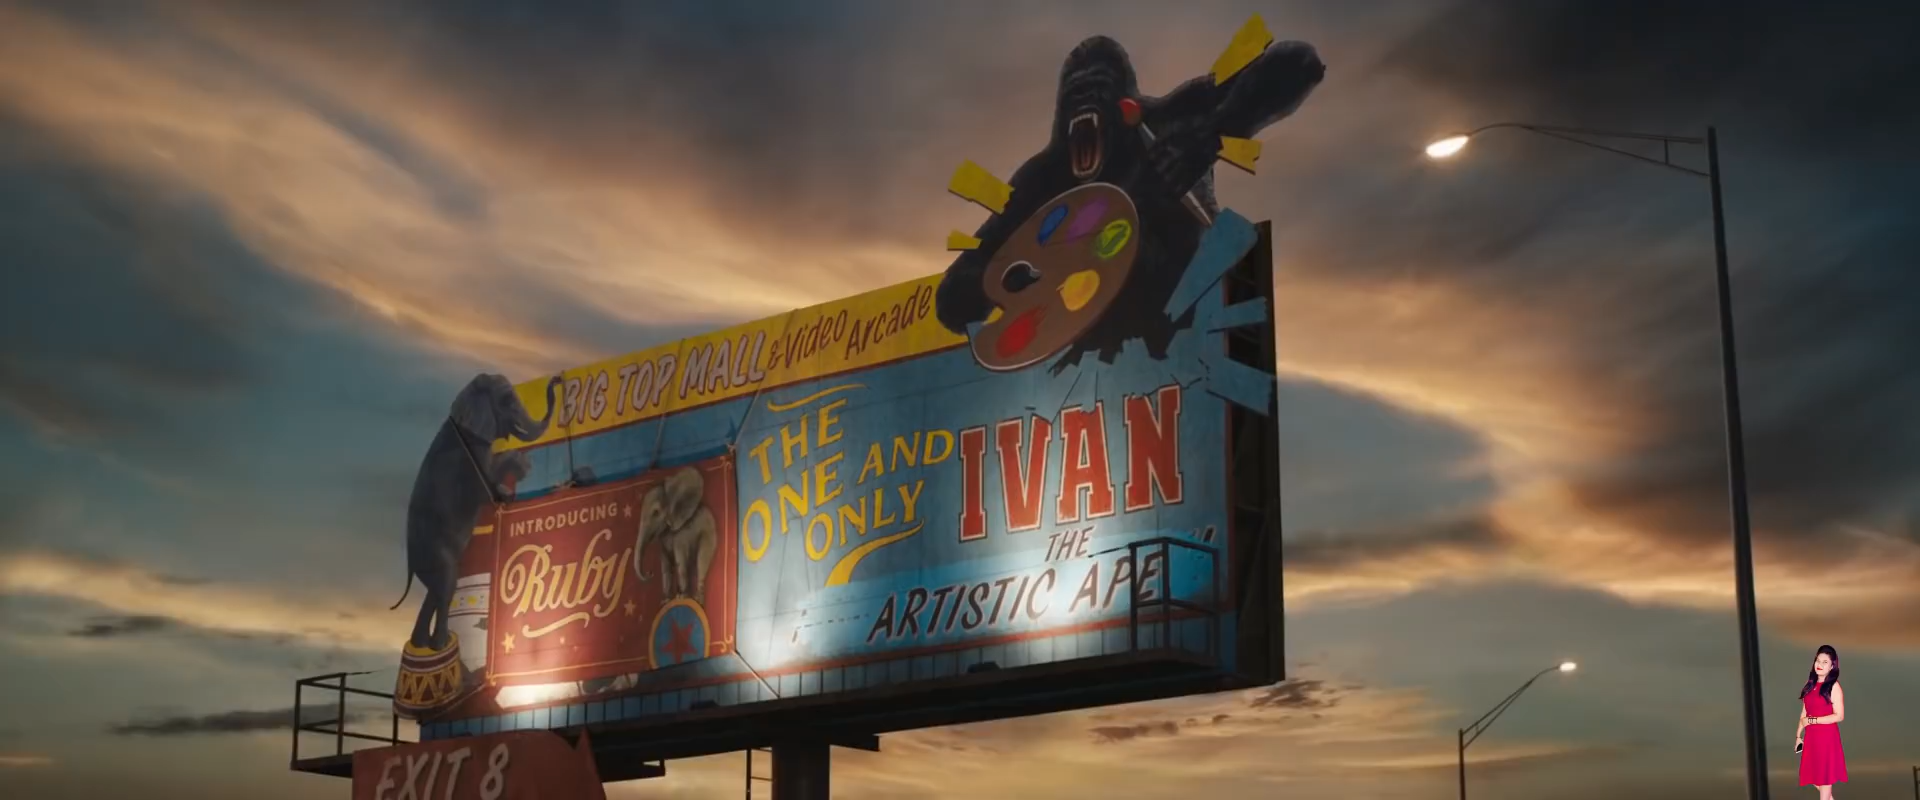 BIG TOP MALL & Video Arcade
INTRODUCING
Ruby
THE
ONE AND
ONLY
IVAN
THE
ARTISTIC APE
EXIT 8